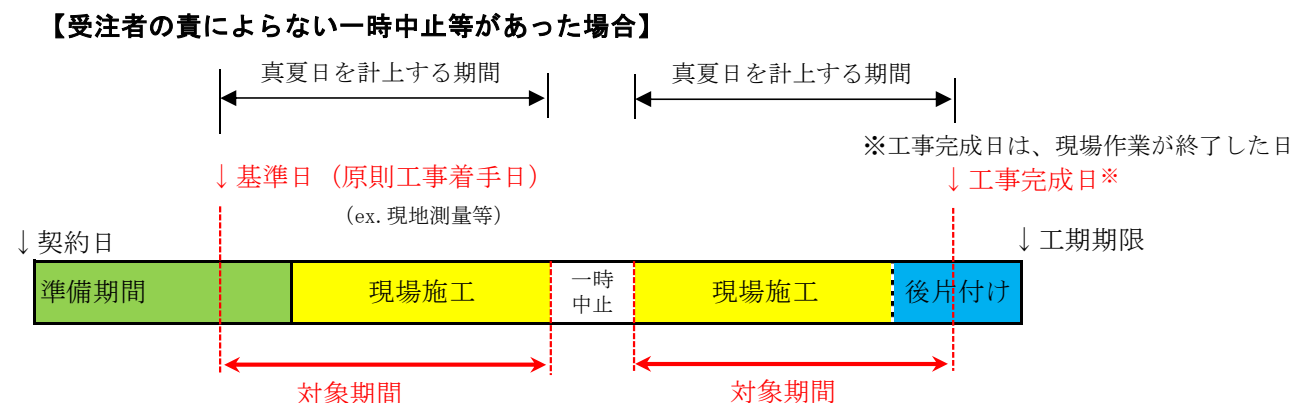 【受注者の責によらない一時中止等があった場合】
真夏日を計上する期間
真夏日を計上する期間
※工事完成日は、現場作業が終了した日
↓基準日（原則工事着手日）
↓工事完成日※
(ex.現地測量等)
↓契約日
↓工期期限
準備期間
現場施工
一時
中止
現場施工
後片付け
対象期間
対象期間